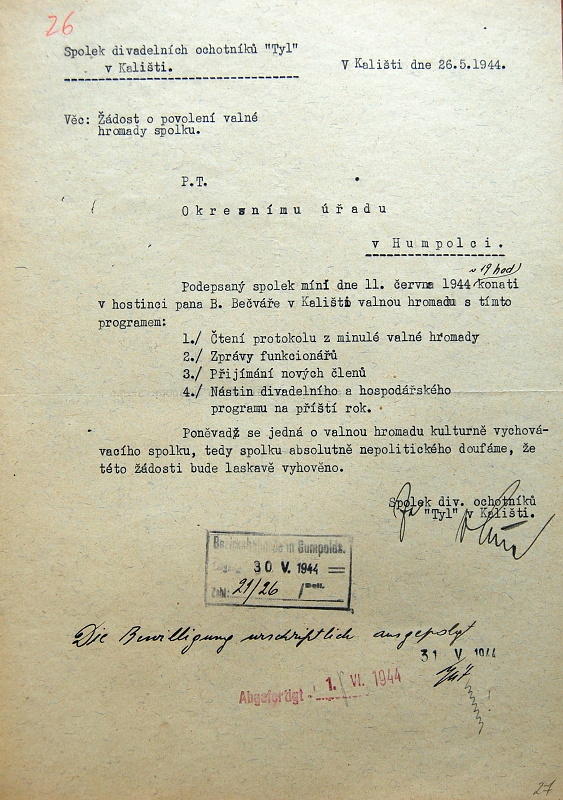 26
Spolek divadelních ochotníků "Tyl"
v Kališti.
V Kališti dne 26.5.1944.
Věc: Žádost o povolení valné
hromady spolku.
P.T.
Okresnímu úřadu
v Humpolci.
v 19 hod
Podepsaný spolek míní dne 11. června 1944 konati
v hostinci pana B. Bečváře v Kališti valnou hromadu s tímto
programem:
1./ Čtení protokolu z minulé valné hromady
2./ Zprávy funkcionářů
3./ Přijímání nových členů
4./ Nástin divadelního a hospodářského
programu na příští rok.
Poněvadž se jedná o valnou hromadu kulturně vychová-
vacího spolku, tedy spolku absolutně nepolitického doufáme, že
této žádosti bude laskavě vyhověno.
Spolek div. ochotníků
"Tyl" v Kališti.
Bezirksbehörde in Gumpolds.
30 V. 1944
Zahl: 21/26 / Beil.
Die Bewilligung urschriftlich ausgefolgt
31 V 1944
Abgefertigt 1. VI. 1944
27